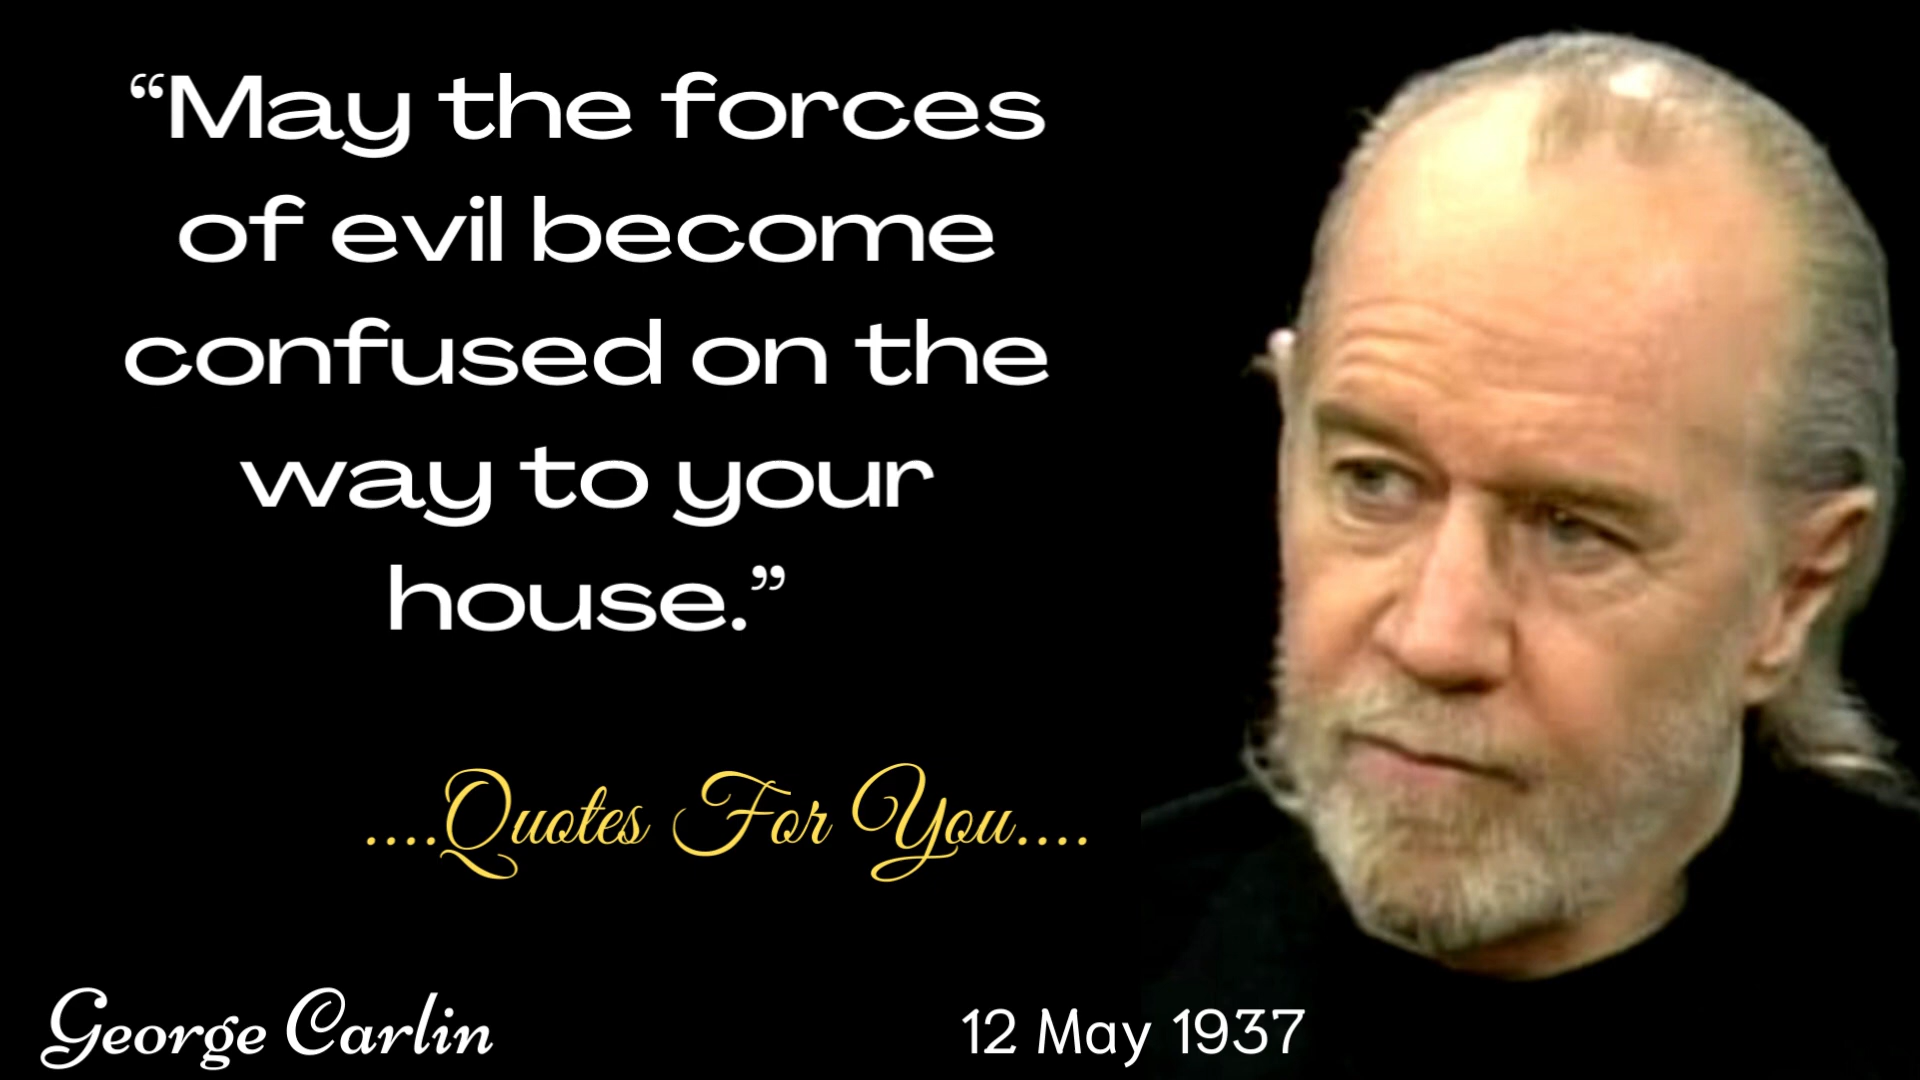 “May the forces
of evil become
confused on the
way to your
house.”
....Quotes For You....
George Carlin
12 May 1937